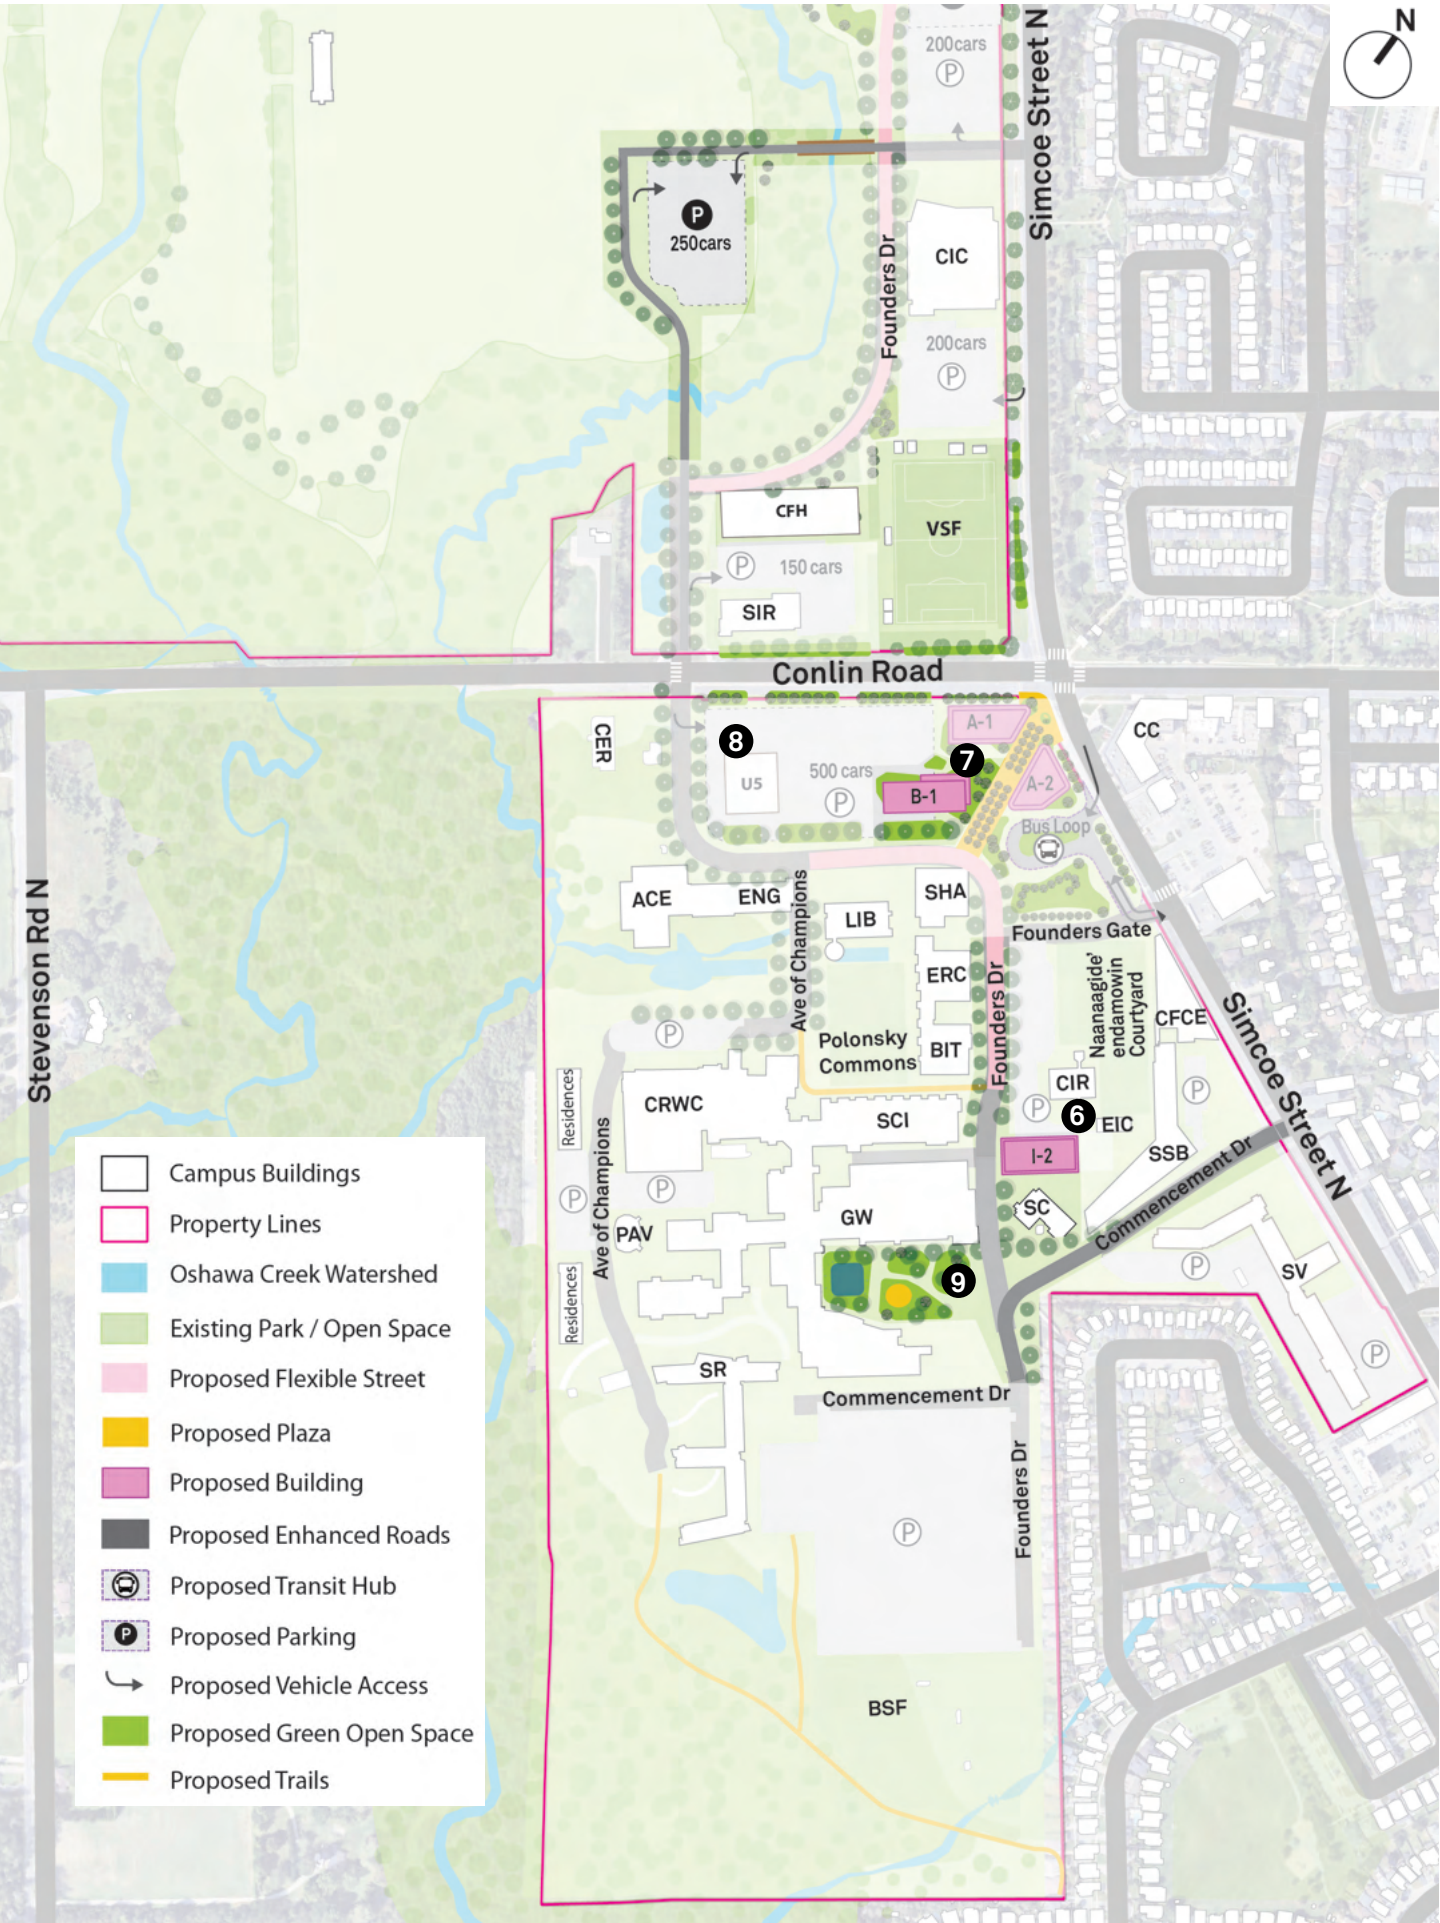 N
Simcoe Street N
200cars
P
P
250cars
Founders Dr
CIC
200cars
P
CFH
VSF
P
150 cars
SIR
Conlin Road
CER
8
U5
500 cars
P
A-1
7
A-2
B-1
CC
Bus Loop
Stevenson Rd N
ACE
ENG
Ave of Champions
LIB
SHA
Founders Gate
ERC
Founders Dr
Naanaagide'
endamowin
Courtyard
CFCE
Simcoe Street N
P
Polonsky
Commons
BIT
Residences
CRWC
CIR
P
6
EIC
P
SCI
I-2
SSB
Commencement Dr
Ave of Champions
P
P
PAV
GW
SC
Residences
9
P
SV
P
SR
Commencement Dr
Founders Dr
P
BSF
Campus Buildings
Property Lines
Oshawa Creek Watershed
Existing Park / Open Space
Proposed Flexible Street
Proposed Plaza
Proposed Building
Proposed Enhanced Roads
Proposed Transit Hub
P
Proposed Parking
Proposed Vehicle Access
Proposed Green Open Space
Proposed Trails